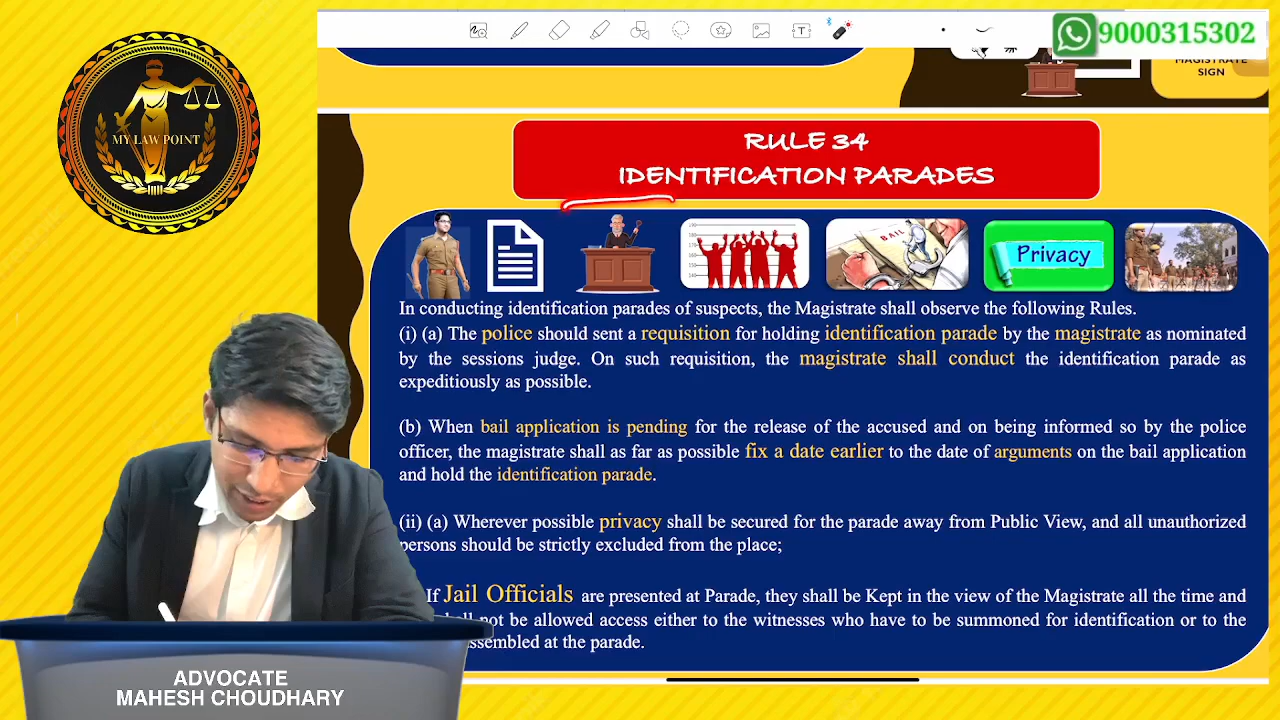 9000315302
MAGISTRATE
SIGN
MY LAW POINT
RULE 34
IDENTIFICATION PARADES
BAIL
Privacy
In conducting identification parades of suspects, the Magistrate shall observe the following Rules.
(i) (a) The police should sent a requisition for holding identification parade by the magistrate as nominated
by the sessions judge. On such requisition, the magistrate shall conduct the identification parade as
expeditiously as possible.
(b) When bail application is pending for the release of the accused and on being informed so by the police
officer, the magistrate shall as far as possible fix a date earlier to the date of arguments on the bail application
and hold the identification parade.
(ii) (a) Wherever possible privacy shall be secured for the parade away from Public View, and all unauthorized
persons should be strictly excluded from the place;
If Jail Officials are presented at Parade, they shall be Kept in the view of the Magistrate all the time and
not be allowed access either to the witnesses who have to be summoned for identification or to the
assembled at the parade.
ADVOCATE
MAHESH CHOUDHARY